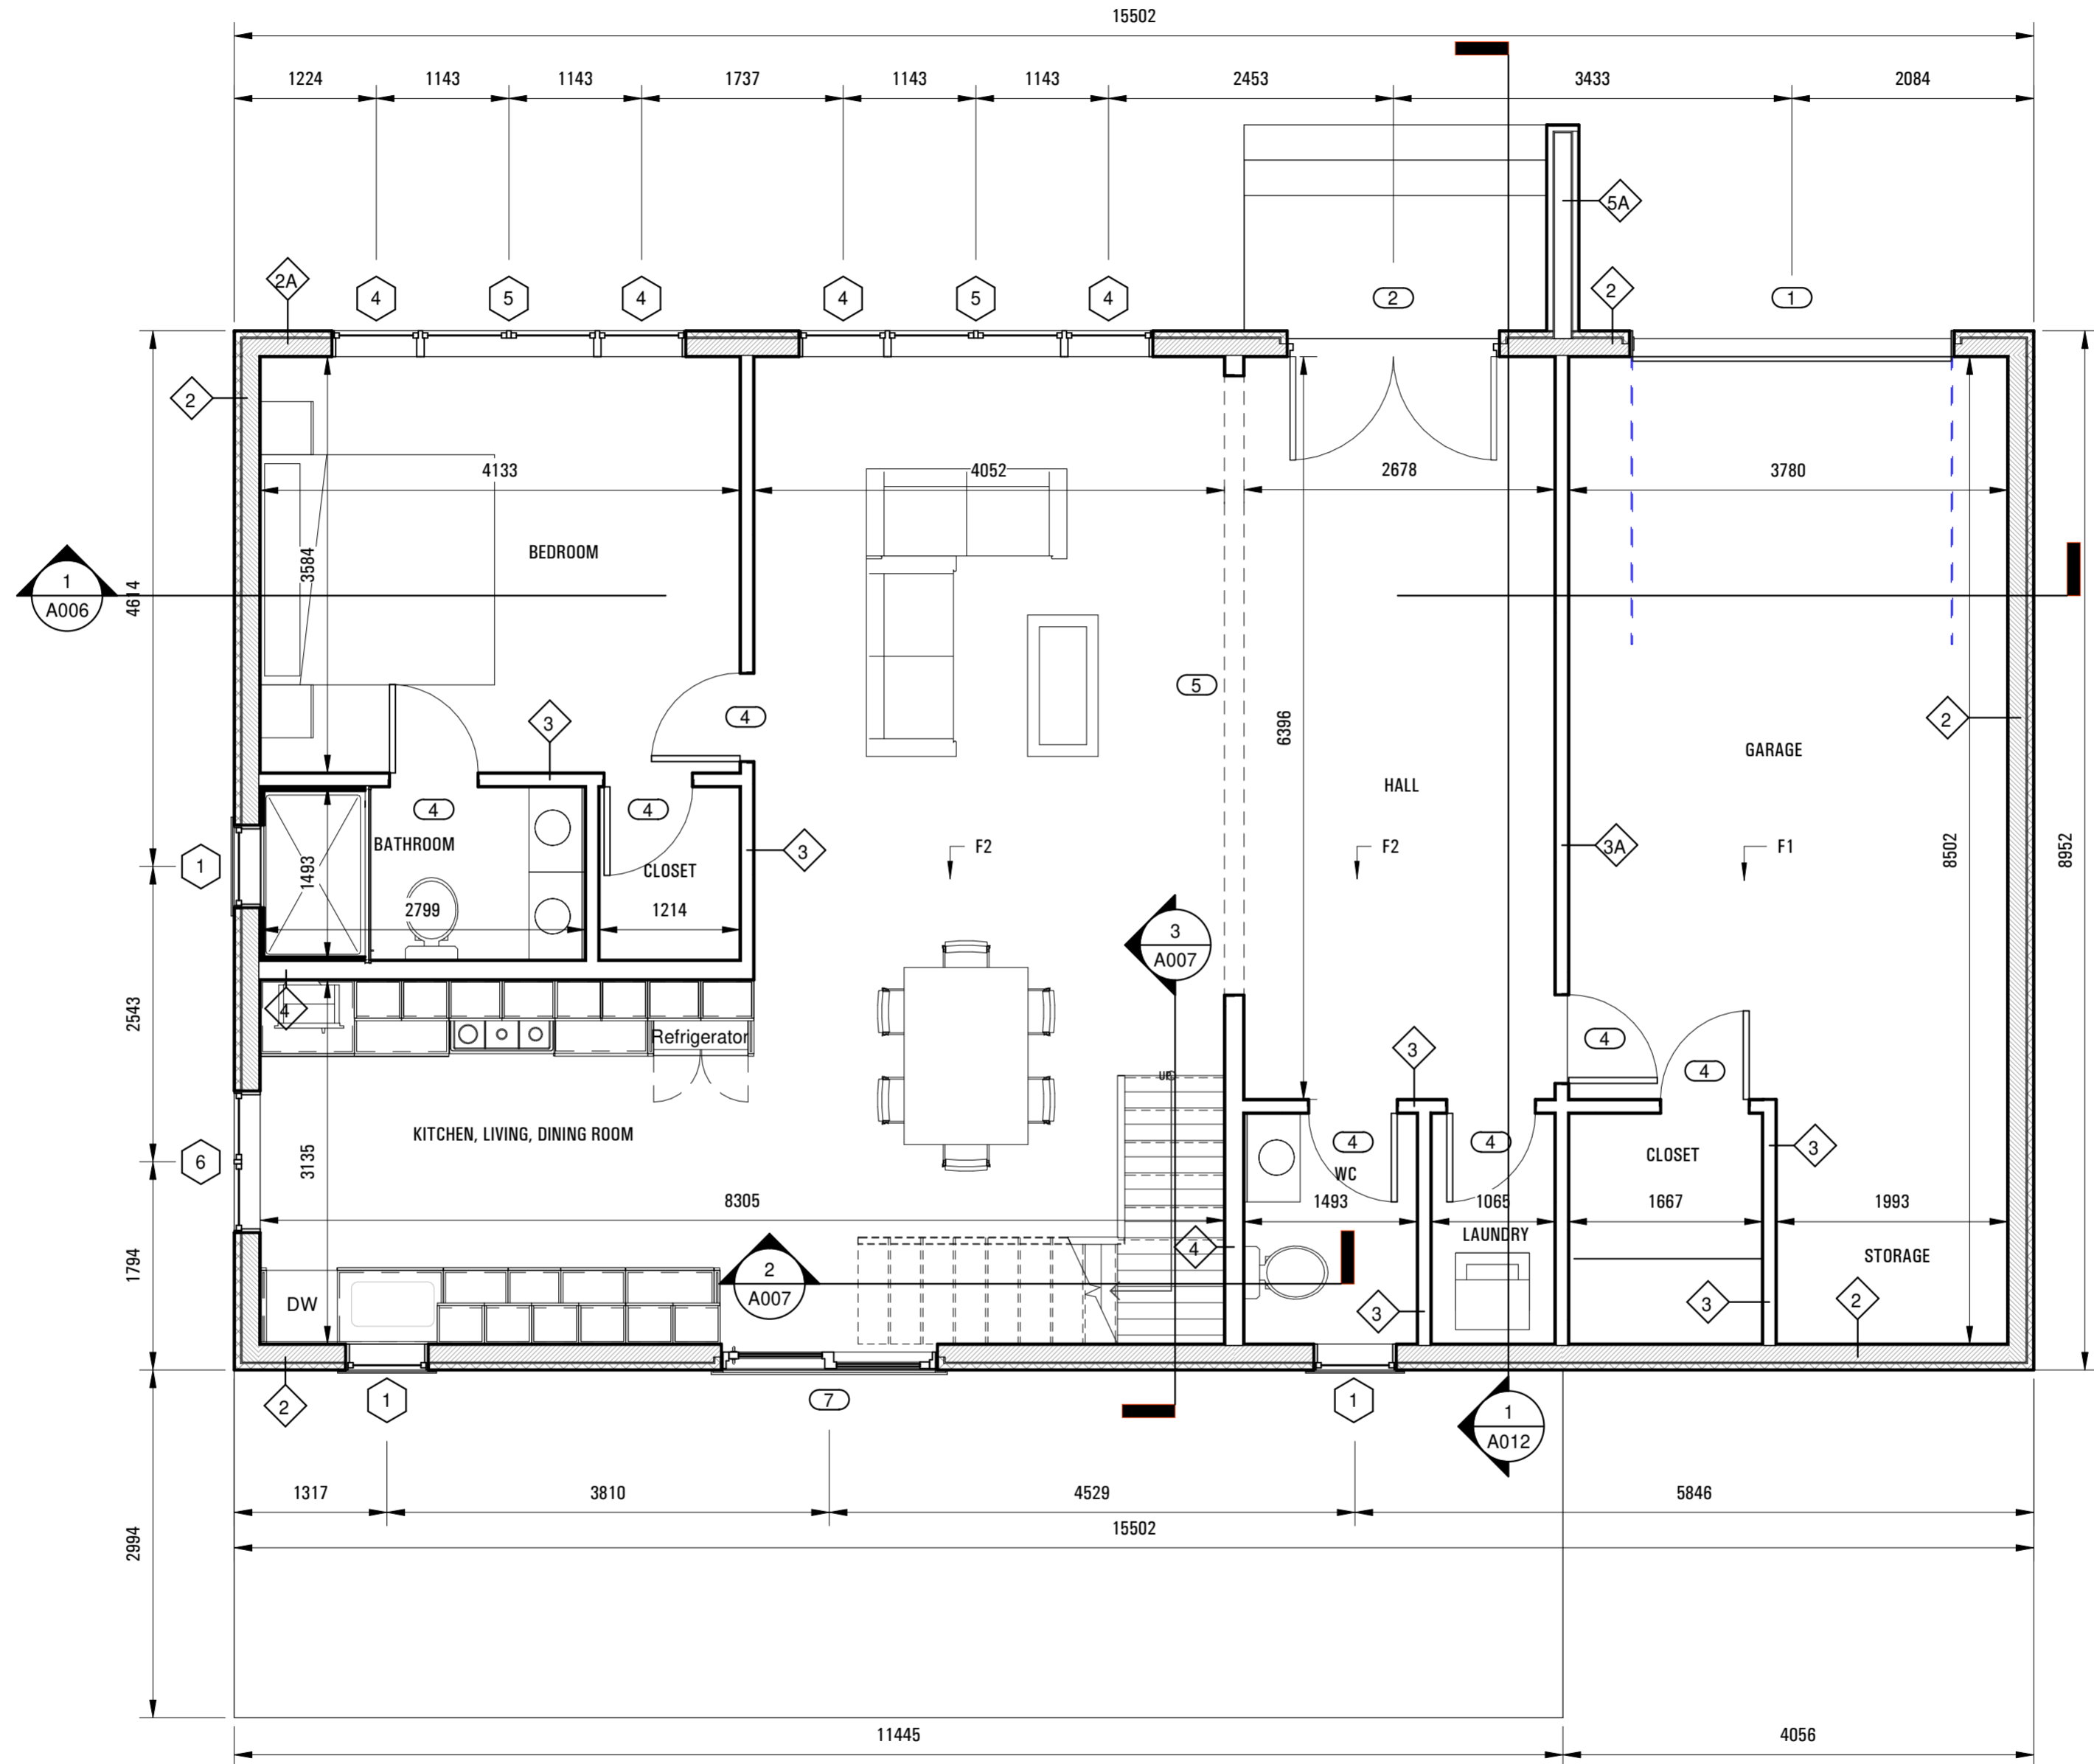 15502
1224 1143 1143 1737 1143 1143 2453 3433 2084
5A
2A 4 5 4 4 5 4 2 2 1
2
4133 4052 2678 3780
BEDROOM
3584
1
A006
4614
5
4
3
6396
2
GARAGE
HALL
4 4
BATHROOM
3
F2 F2 3A F1
1
CLOSET
1493
2799 1214
8502
8952
3
A007
4
2543
Refrigerator
4
3
4
UP
KITCHEN, LIVING, DINING ROOM
3135
6
4 4
3
WC
CLOSET
8305 1493 1065 1667 1993
LAUNDRY
4
STORAGE
1794
2
A007
DW
3 3 2
2 1 7 1
1
A012
1317 3810 4529 5846
15502
2994
11445 4056